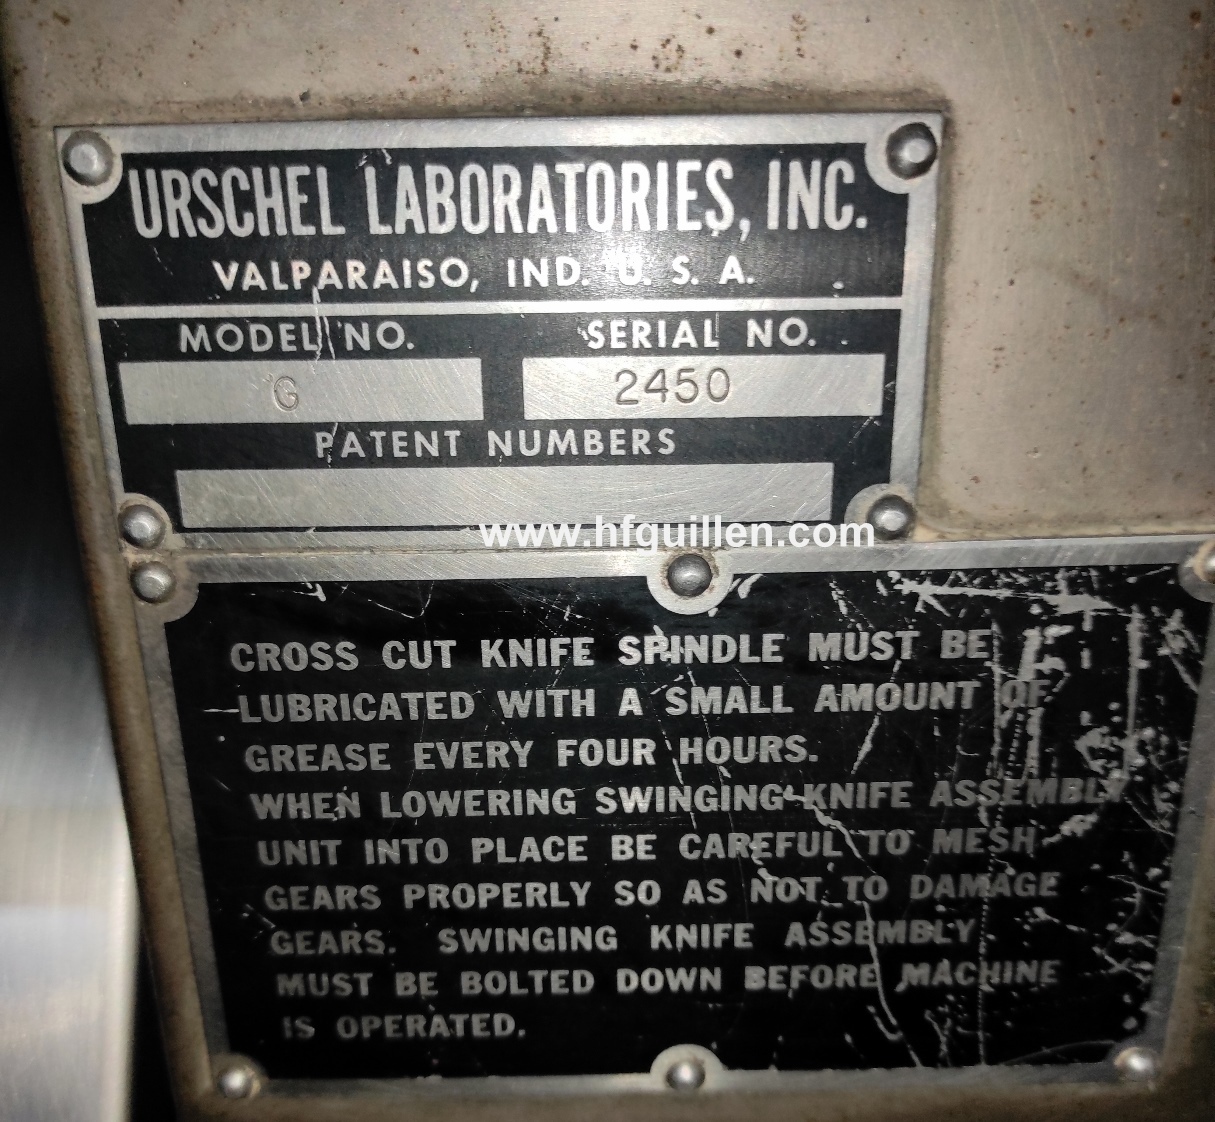 URSCHEL LABORATORIES, INC.
VALPARAISO, IND. U. S. A.
MODEL NO. SERIAL NO.
G 2450
PATENT NUMBERS
www.hfquillen.com
CROSS CUT KNIFE SPINDLE MUST BE
LUBRICATED WITH A SMALL AMOUNT OF
GREASE EVERY FOUR HOURS.
WHEN LOWERING SWINGING KNIFE ASSEMBLY
UNIT INTO PLACE BE CAREFUL TO MESH
GEARS PROPERLY SO AS NOT TO DAMAGE
GEARS. SWINGING KNIFE ASSEMBLY
MUST BE BOLTED DOWN BEFORE MACHINE
IS OPERATED.